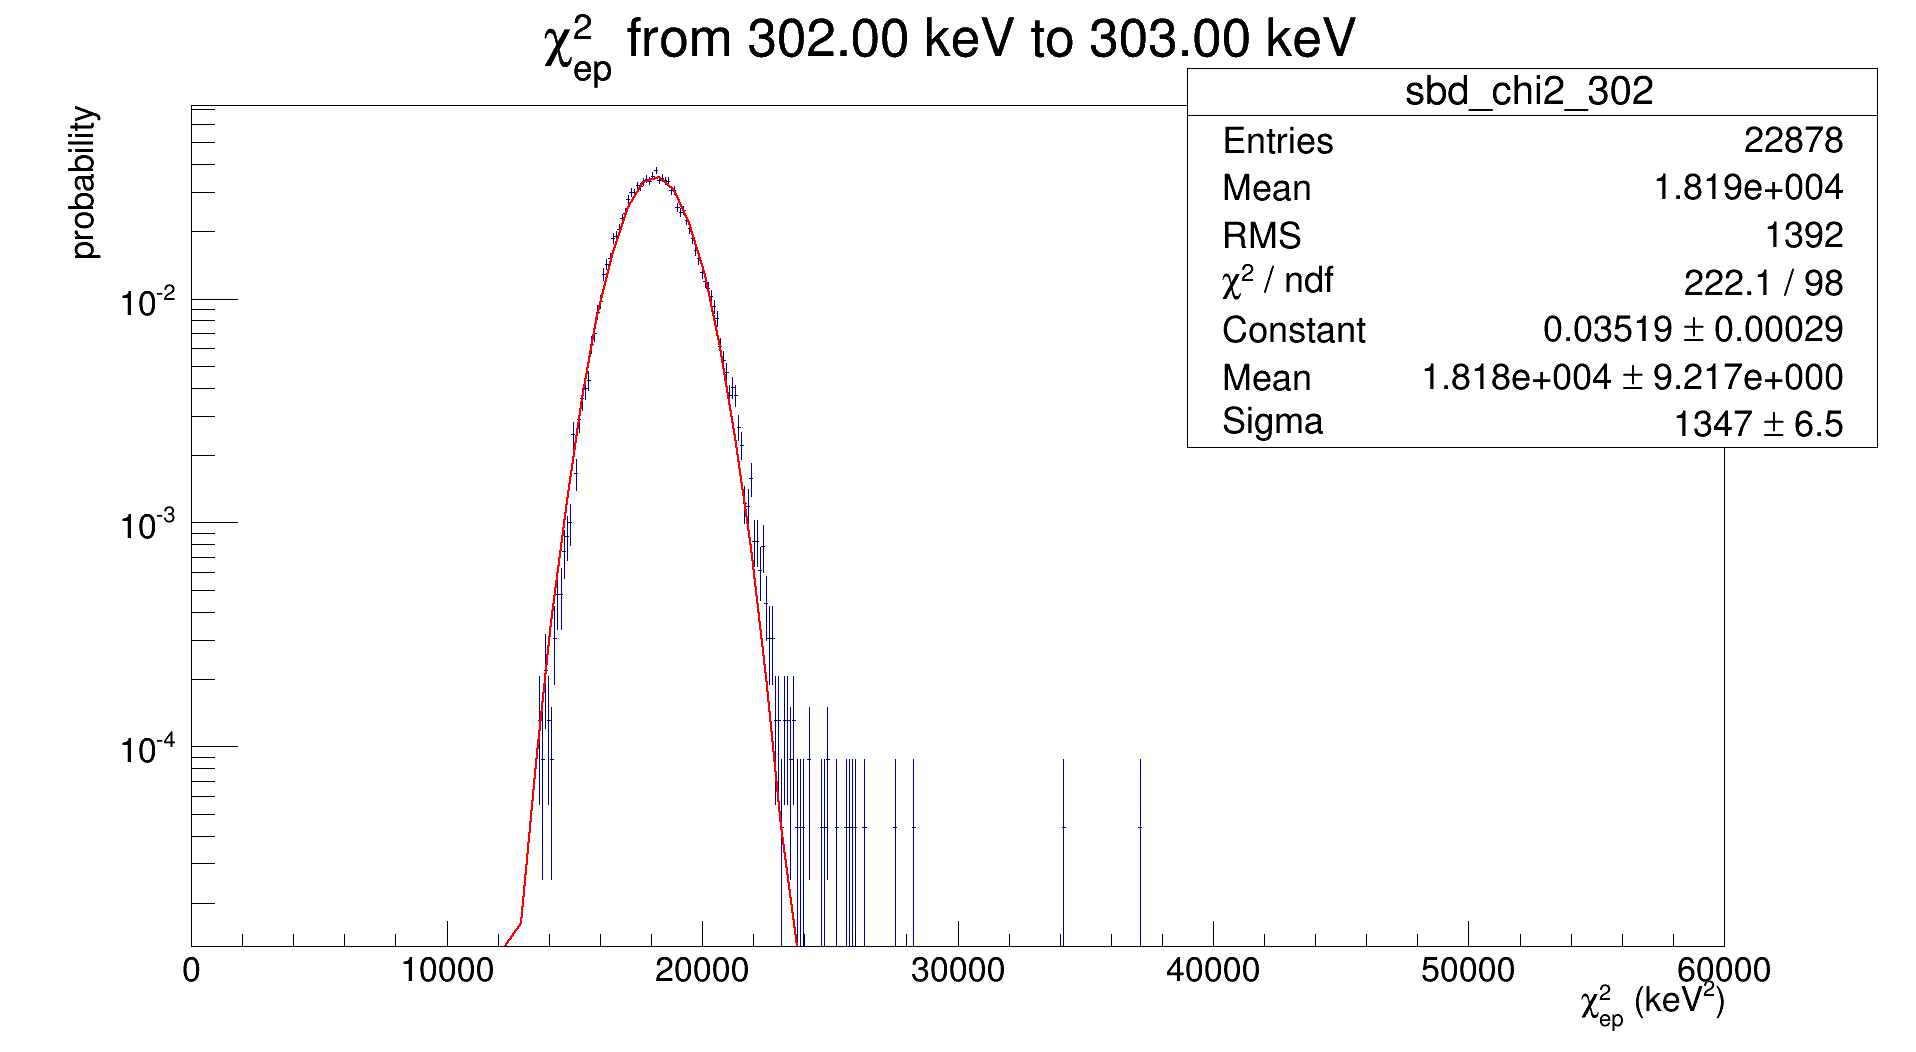 χ²ep from 302.00 keV to 303.00 keV
sbd_chi2_302
Entries 22878
Mean 1.819e+004
RMS 1392
χ² / ndf 222.1 / 98
Constant 0.03519 ± 0.00029
Mean 1.818e+004 ± 9.217e+000
Sigma 1347 ± 6.5
probability
10⁻²
10⁻³
10⁻⁴
0 10000 20000 30000 40000 50000 60000
χ²ep (keV²)